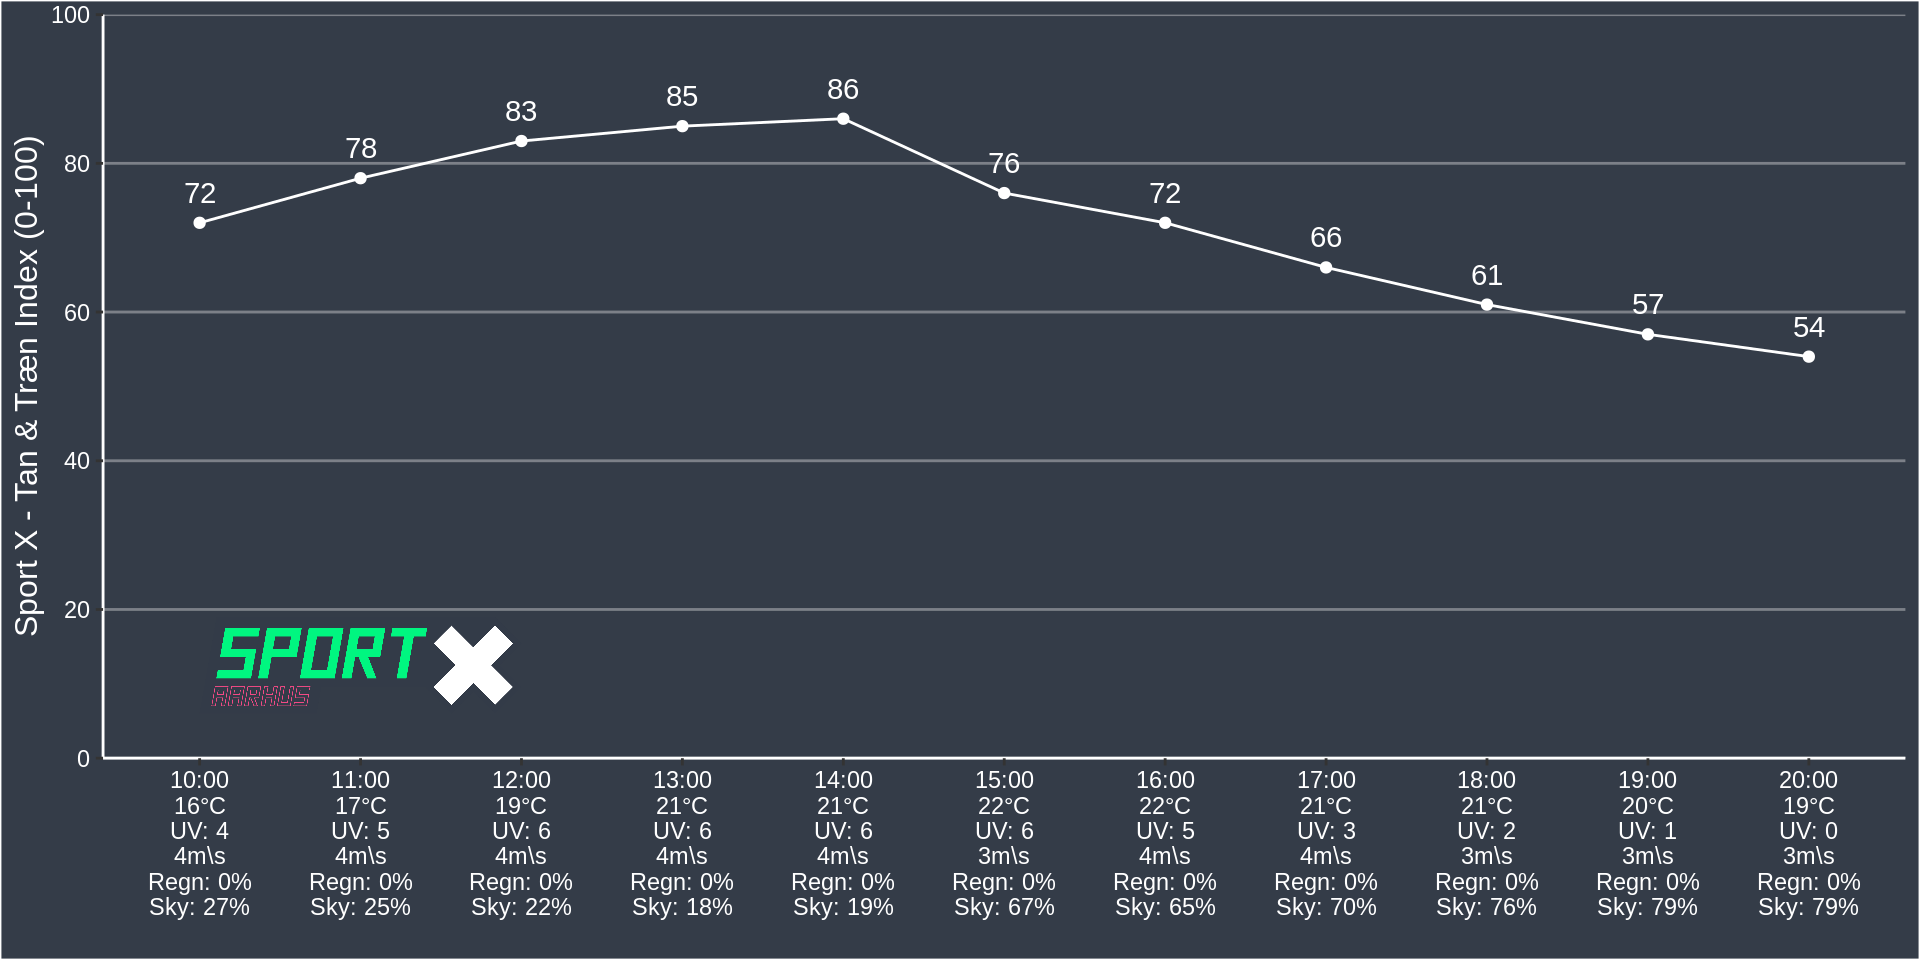 Sport X - Tan & Træn Index (0-100)
100
80
60
40
20
0
72
78
83
85
86
76
72
66
61
57
54
SPORT X
AARHUS
10:00 11:00 12:00 13:00 14:00 15:00 16:00 17:00 18:00 19:00 20:00
16°C 17°C 19°C 21°C 21°C 22°C 22°C 21°C 21°C 20°C 19°C
UV: 4 UV: 5 UV: 6 UV: 6 UV: 6 UV: 6 UV: 5 UV: 3 UV: 2 UV: 1 UV: 0
4m\s 4m\s 4m\s 4m\s 4m\s 3m\s 4m\s 4m\s 3m\s 3m\s 3m\s
Regn: 0% Regn: 0% Regn: 0% Regn: 0% Regn: 0% Regn: 0% Regn: 0% Regn: 0% Regn: 0% Regn: 0% Regn: 0%
Sky: 27% Sky: 25% Sky: 22% Sky: 18% Sky: 19% Sky: 67% Sky: 65% Sky: 70% Sky: 76% Sky: 79% Sky: 79%